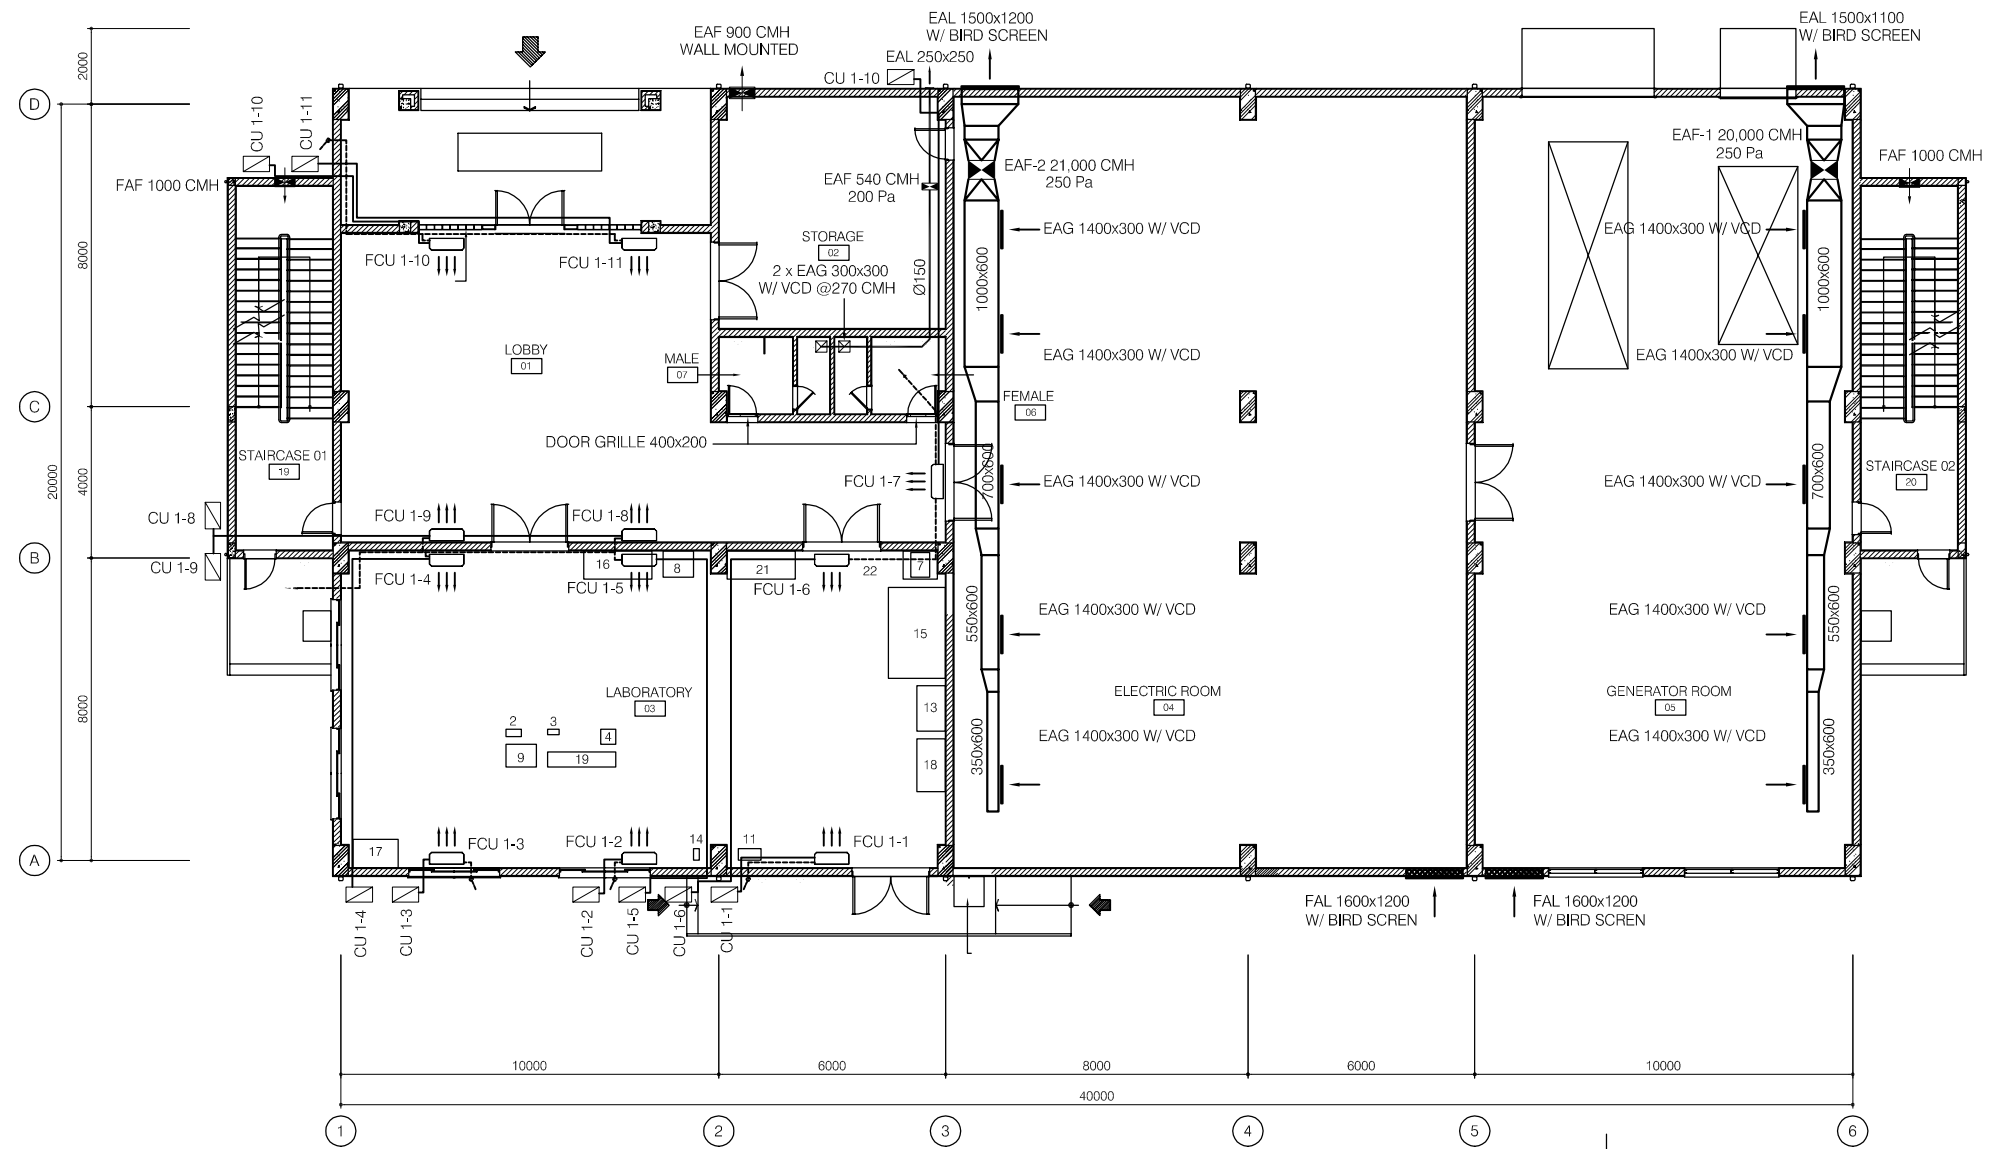 EAF 900 CMH
WALL MOUNTED
EAL 1500x1200
W/ BIRD SCREEN
EAL 250x250
CU 1-10
EAL 1500x1100
W/ BIRD SCREEN
2000
D
CU 1-10
CU 1-11
FAF 1000 CMH
EAF 540 CMH
200 Pa
EAF-2 21,000 CMH
250 Pa
EAF-1 20,000 CMH
250 Pa
FAF 1000 CMH
8000
FCU 1-10
FCU 1-11
STORAGE
02
2 x EAG 300x300
W/ VCD @270 CMH
Ø150
1000x600
EAG 1400x300 W/ VCD
EAG 1400x300 W/ VCD
1000x600
LOBBY
01
MALE
07
EAG 1400x300 W/ VCD
EAG 1400x300 W/ VCD
C
FEMALE
06
DOOR GRILLE 400x200
20000
4000
STAIRCASE 01
19
FCU 1-7
700x600
EAG 1400x300 W/ VCD
EAG 1400x300 W/ VCD
700x600
STAIRCASE 02
20
CU 1-8
CU 1-9
FCU 1-9
FCU 1-8
B
FCU 1-4
FCU 1-5
16
8
21
FCU 1-6
22
7
15
550x600
EAG 1400x300 W/ VCD
EAG 1400x300 W/ VCD
550x600
8000
LABORATORY
03
13
ELECTRIC ROOM
04
GENERATOR ROOM
05
2
3
4
9
19
18
350x600
EAG 1400x300 W/ VCD
EAG 1400x300 W/ VCD
350x600
A
17
FCU 1-3
FCU 1-2
14
11
FCU 1-1
CU 1-4
CU 1-3
CU 1-2
CU 1-5
CU 1-6
CU 1-1
FAL 1600x1200
W/ BIRD SCREN
FAL 1600x1200
W/ BIRD SCREN
10000
6000
8000
6000
10000
40000
1
2
3
4
5
6